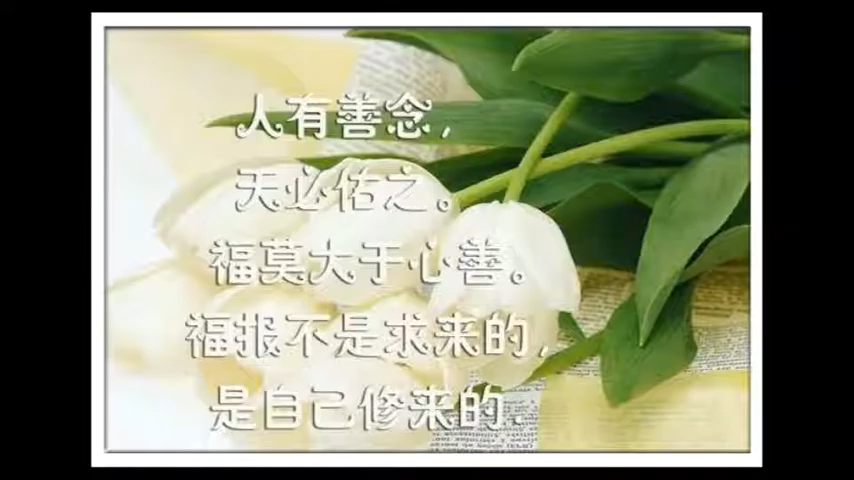 人有善念，
天必佑之。
福莫大于心善。
福报不是求来的，
是自己修来的.